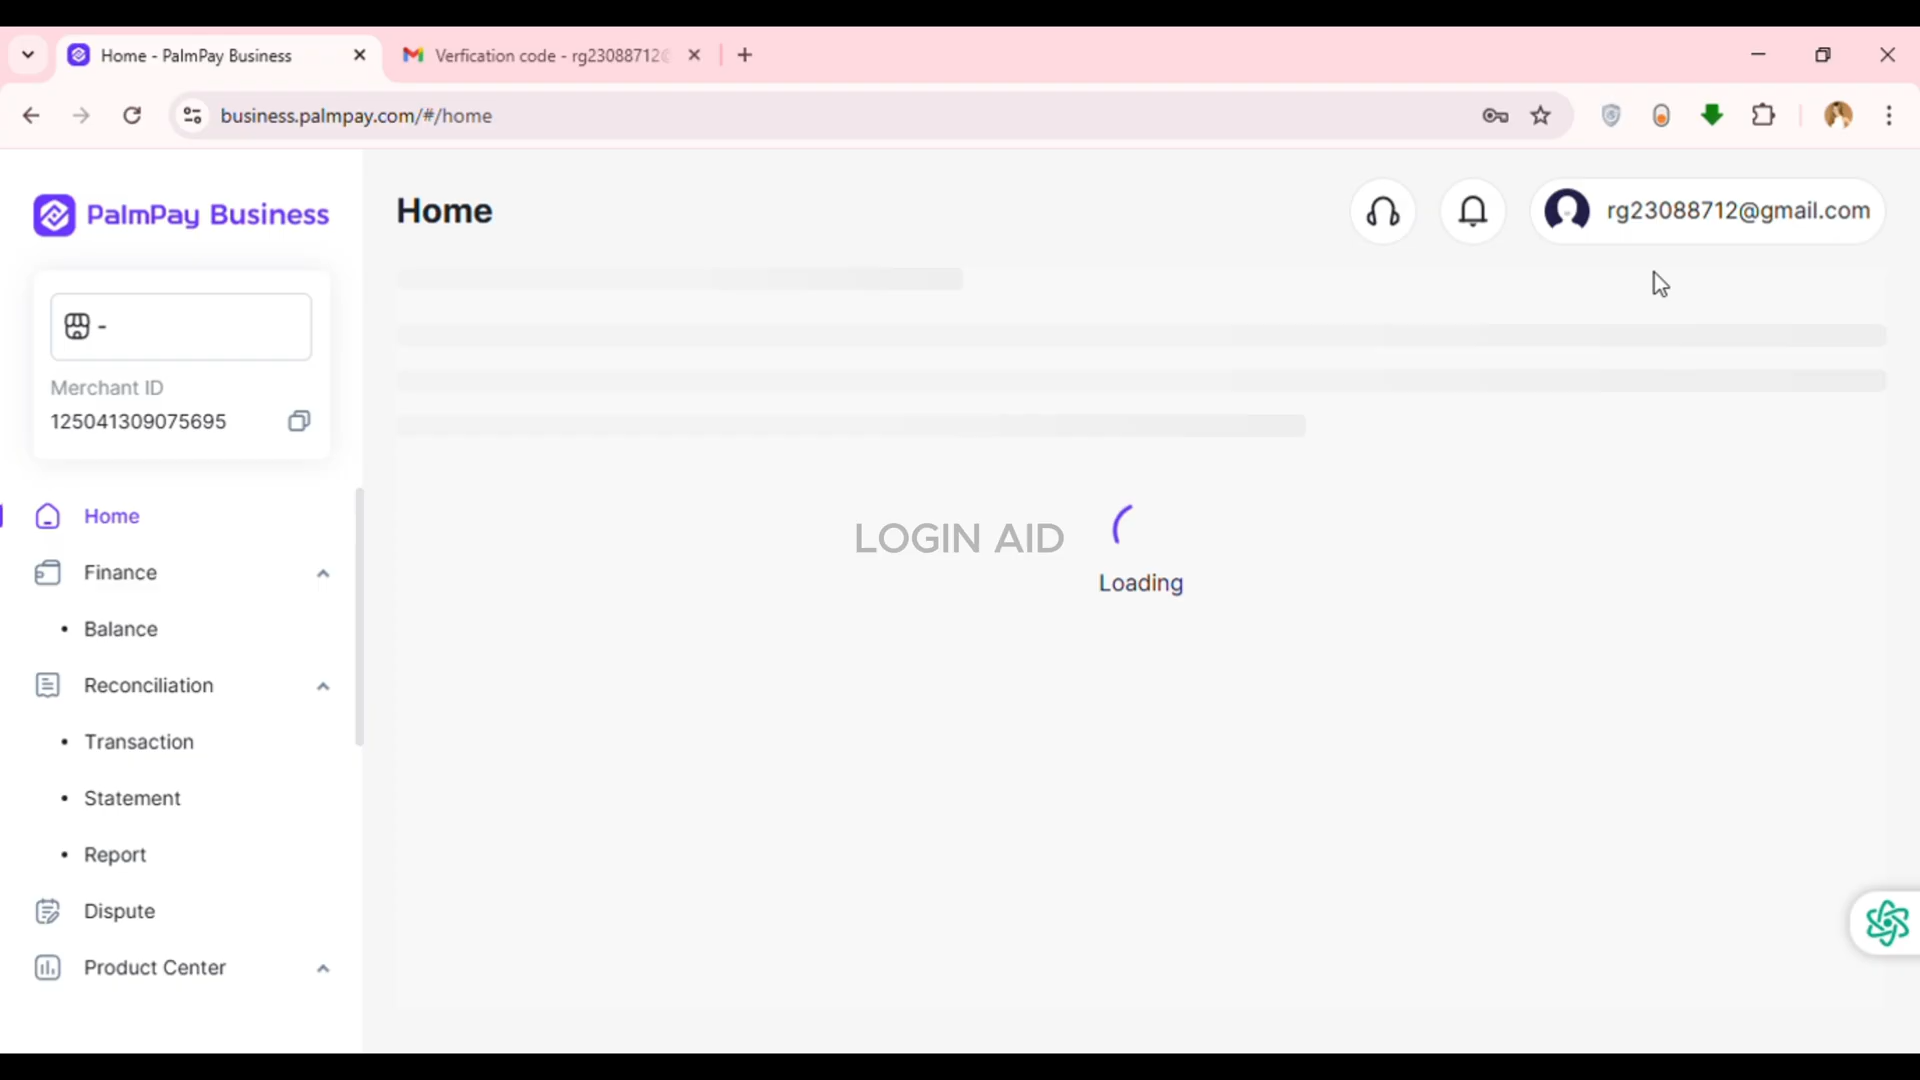 Home - PalmPay Business
Verfication code - rg23088712@
business.palmpay.com/#/home
PalmPay Business
Home
rg23088712@gmail.com
-
Merchant ID
125041309075695
Home
Finance
• Balance
Reconciliation
• Transaction
• Statement
• Report
Dispute
Product Center
LOGIN AID
Loading